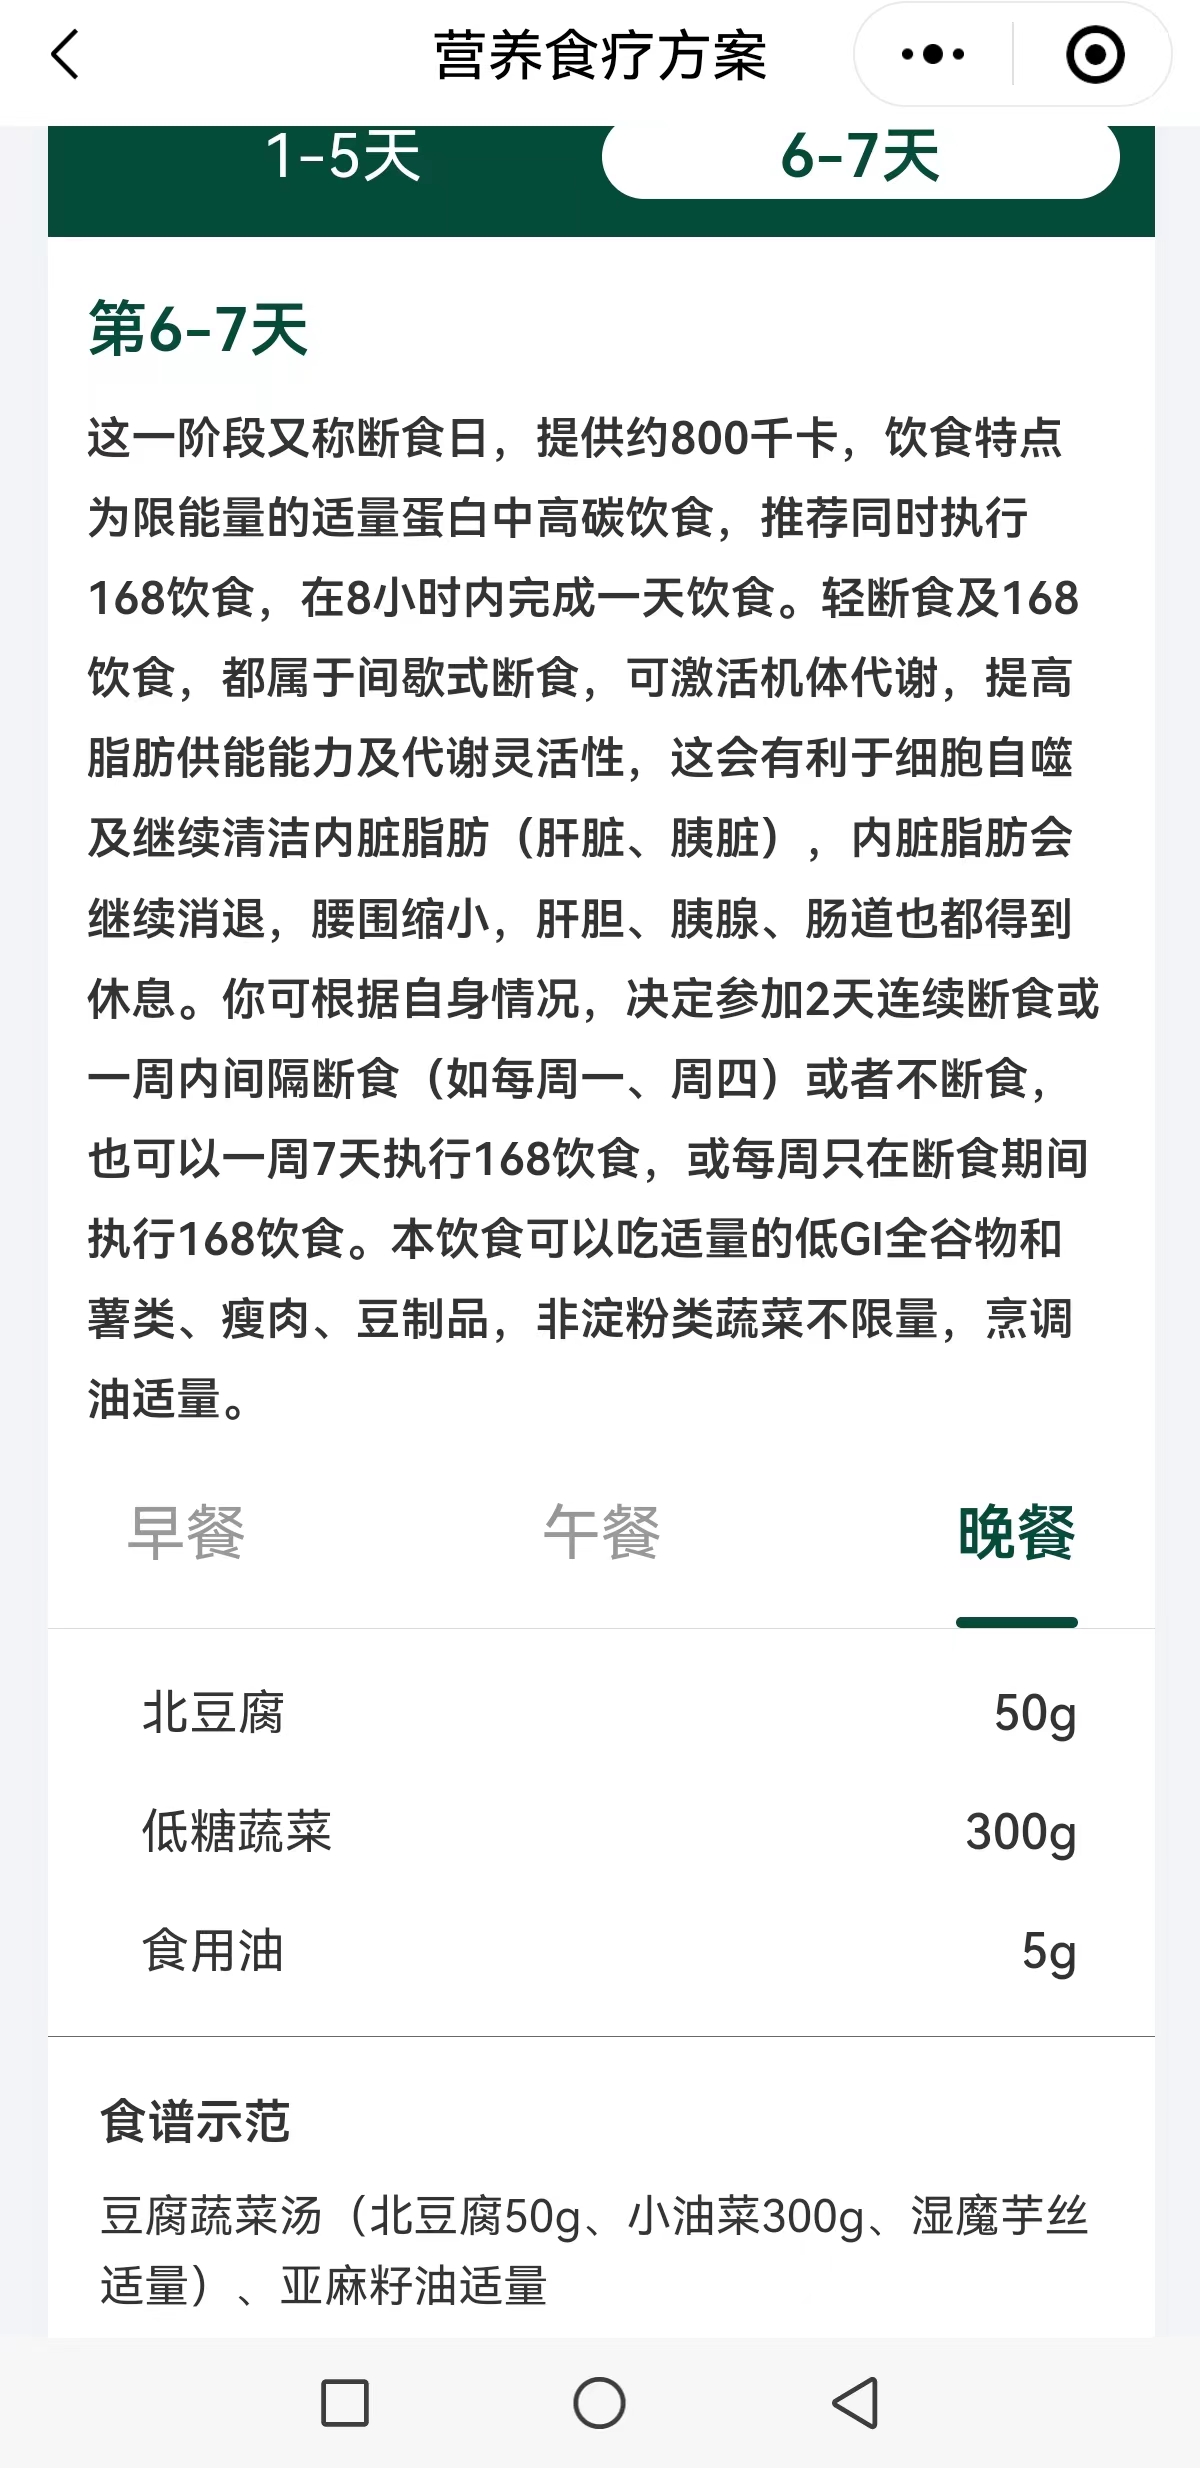 营养食疗方案
1-5天
6-7天
第6-7天
这一阶段又称断食日，提供约800千卡，饮食特点
为限能量的适量蛋白中高碳饮食，推荐同时执行
168饮食，在8小时内完成一天饮食。轻断食及168
饮食，都属于间歇式断食，可激活机体代谢，提高
脂肪供能能力及代谢灵活性，这会有利于细胞自噬
及继续清洁内脏脂肪（肝脏、胰脏），内脏脂肪会
继续消退，腰围缩小，肝胆、胰腺、肠道也都得到
休息。你可根据自身情况，决定参加2天连续断食或
一周内间隔断食（如每周一、周四）或者不断食，
也可以一周7天执行168饮食，或每周只在断食期间
执行168饮食。本饮食可以吃适量的低GI全谷物和
薯类、瘦肉、豆制品，非淀粉类蔬菜不限量，烹调
油适量。
早餐
午餐
晚餐
北豆腐 50g
低糖蔬菜 300g
食用油 5g
食谱示范
豆腐蔬菜汤（北豆腐50g、小油菜300g、湿魔芋丝
适量）、亚麻籽油适量